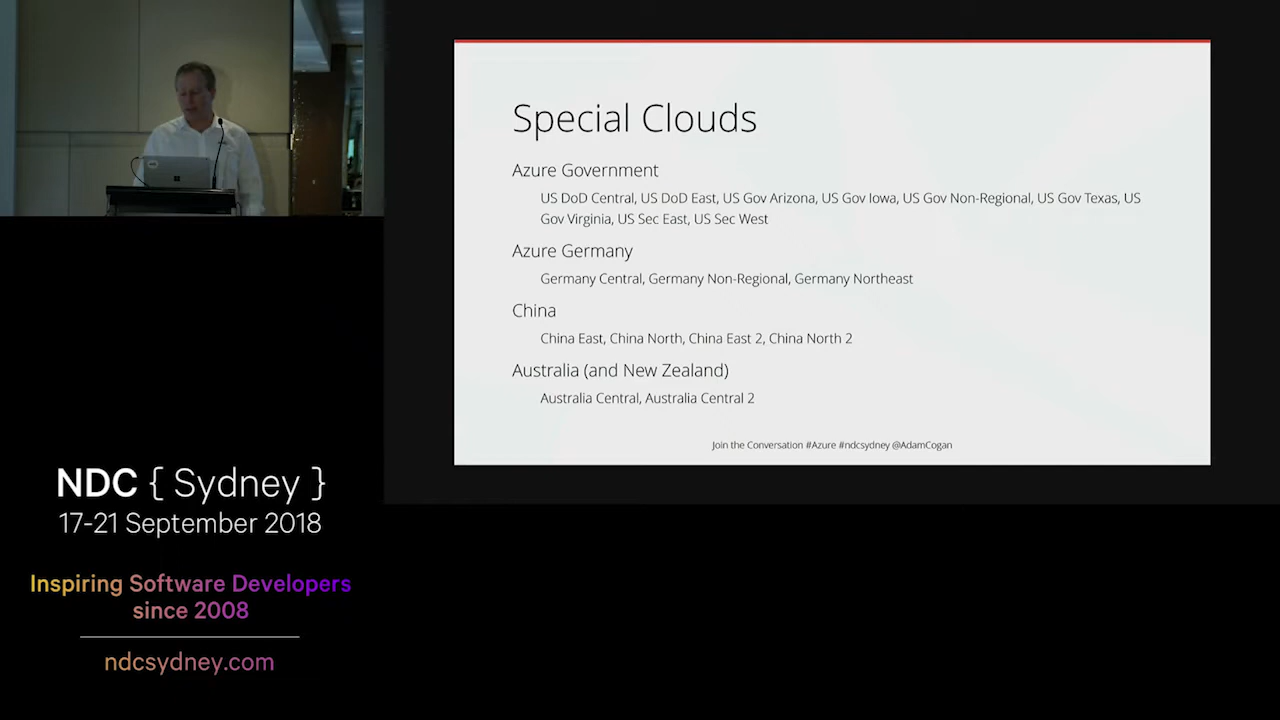 Special Clouds
Azure Government
US DoD Central, US DoD East, US Gov Arizona, US Gov Iowa, US Gov Non-Regional, US Gov Texas, US
Gov Virginia, US Sec East, US Sec West
Azure Germany
Germany Central, Germany Non-Regional, Germany Northeast
China
China East, China North, China East 2, China North 2
Australia (and New Zealand)
Australia Central, Australia Central 2
Join the Conversation #Azure #ndcsydney @AdamCogan
NDC { Sydney }
17-21 September 2018
Inspiring Software Developers
since 2008
ndcsydney.com